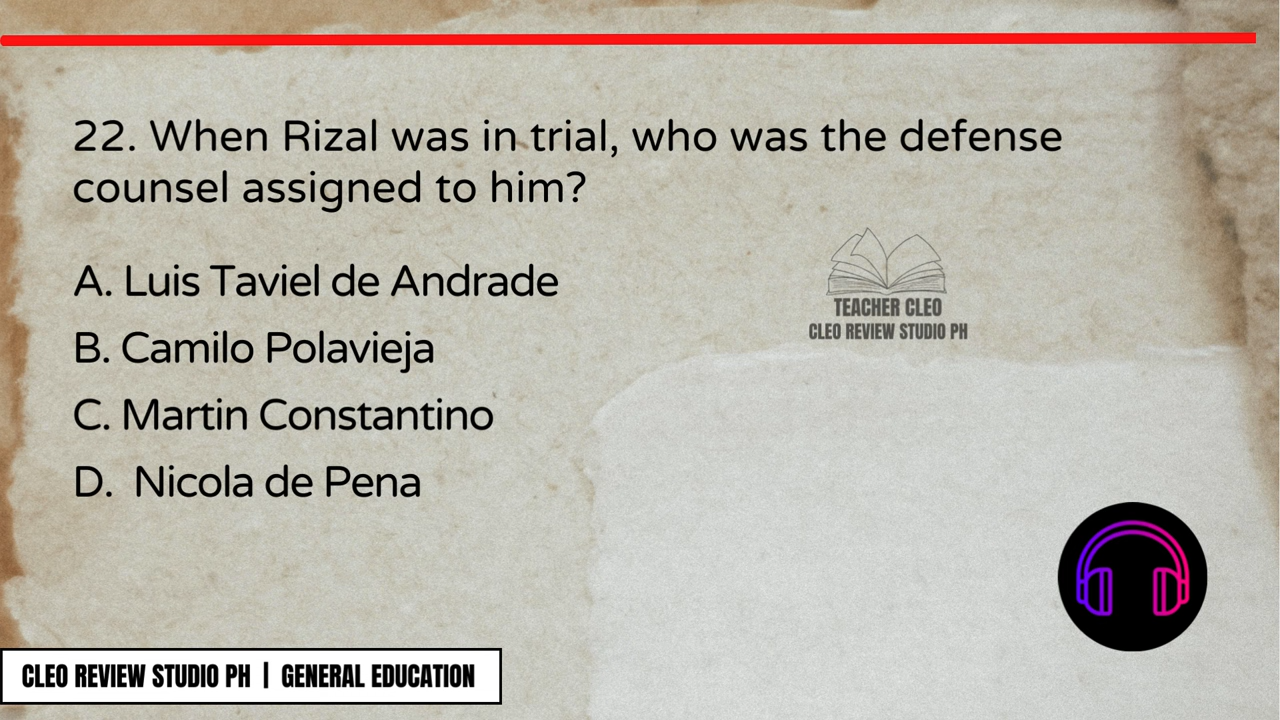 22. When Rizal was in trial, who was the defense
counsel assigned to him?
A. Luis Taviel de Andrade
B. Camilo Polavieja
C. Martin Constantino
D. Nicola de Pena
TEACHER CLEO
CLEO REVIEW STUDIO PH
CLEO REVIEW STUDIO PH | GENERAL EDUCATION